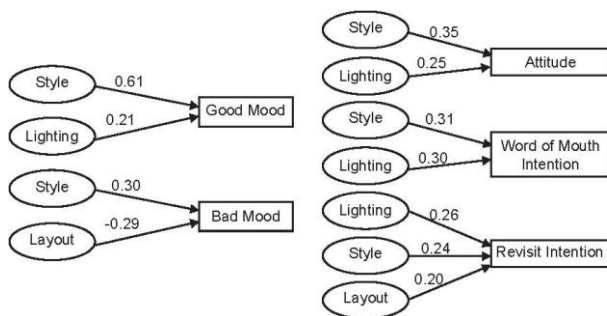 Style
0.61
Good Mood
Lighting
0.21
Style
0.30
Bad Mood
Layout
-0.29
Style
0.35
Attitude
Lighting
0.25
Style
0.31
Word of Mouth
Intention
Lighting
0.30
Lighting
0.26
Style
0.24
Revisit Intention
Layout
0.20